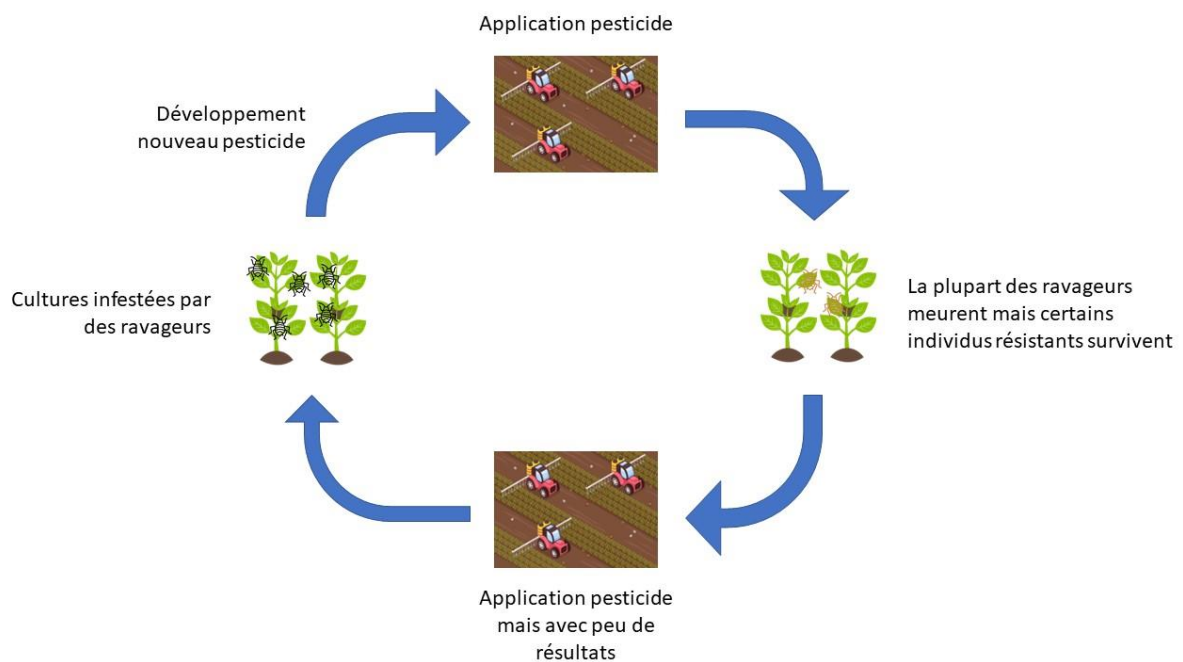 Application pesticide
Développement
nouveau pesticide
Cultures infestées par
des ravageurs
La plupart des ravageurs
meurent mais certains
individus résistants survivent
Application pesticide
mais avec peu de
résultats